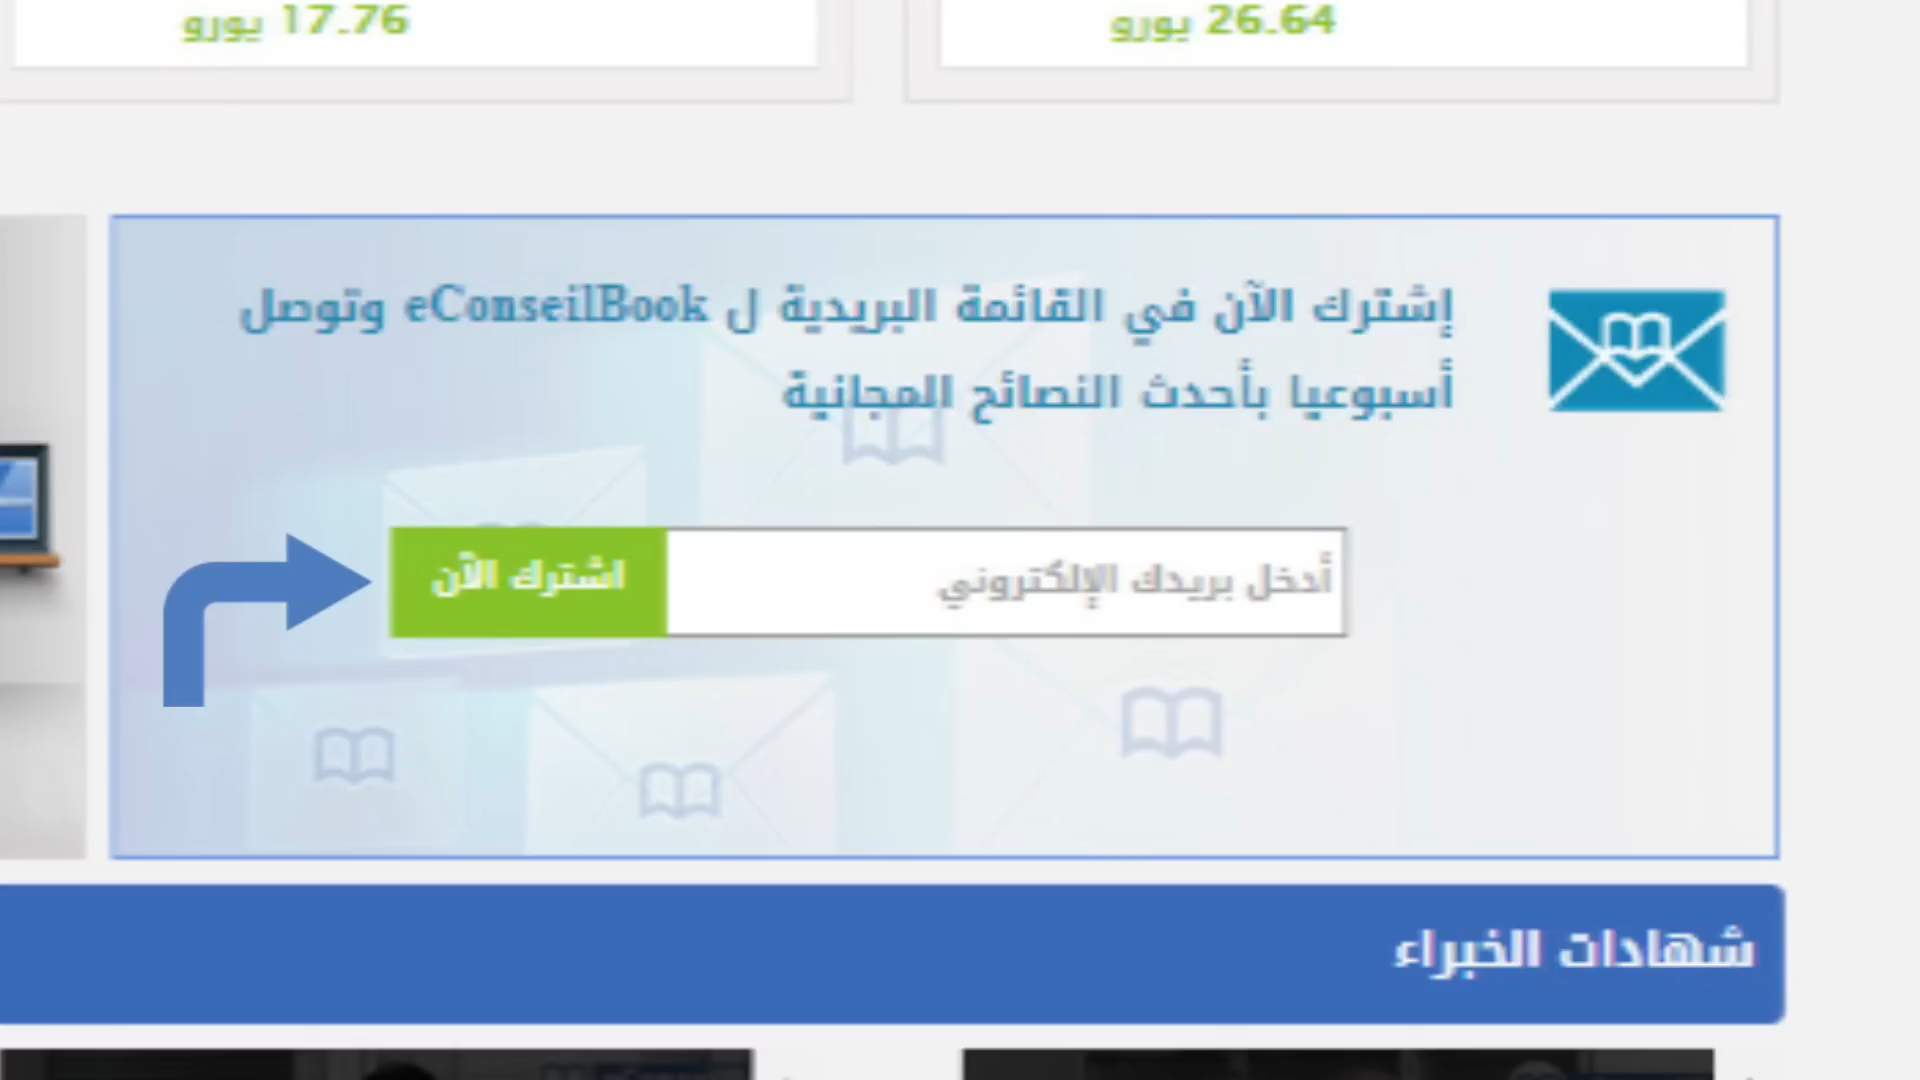 26.64 يورو
17.76 يورو
إشترك الآن في القائمة البريدية ل eConseilBook وتوصل
أسبوعيا بأحدث النصائح المجانية
أدخل بريدك الإلكتروني
اشترك الآن
شهادات الخبراء